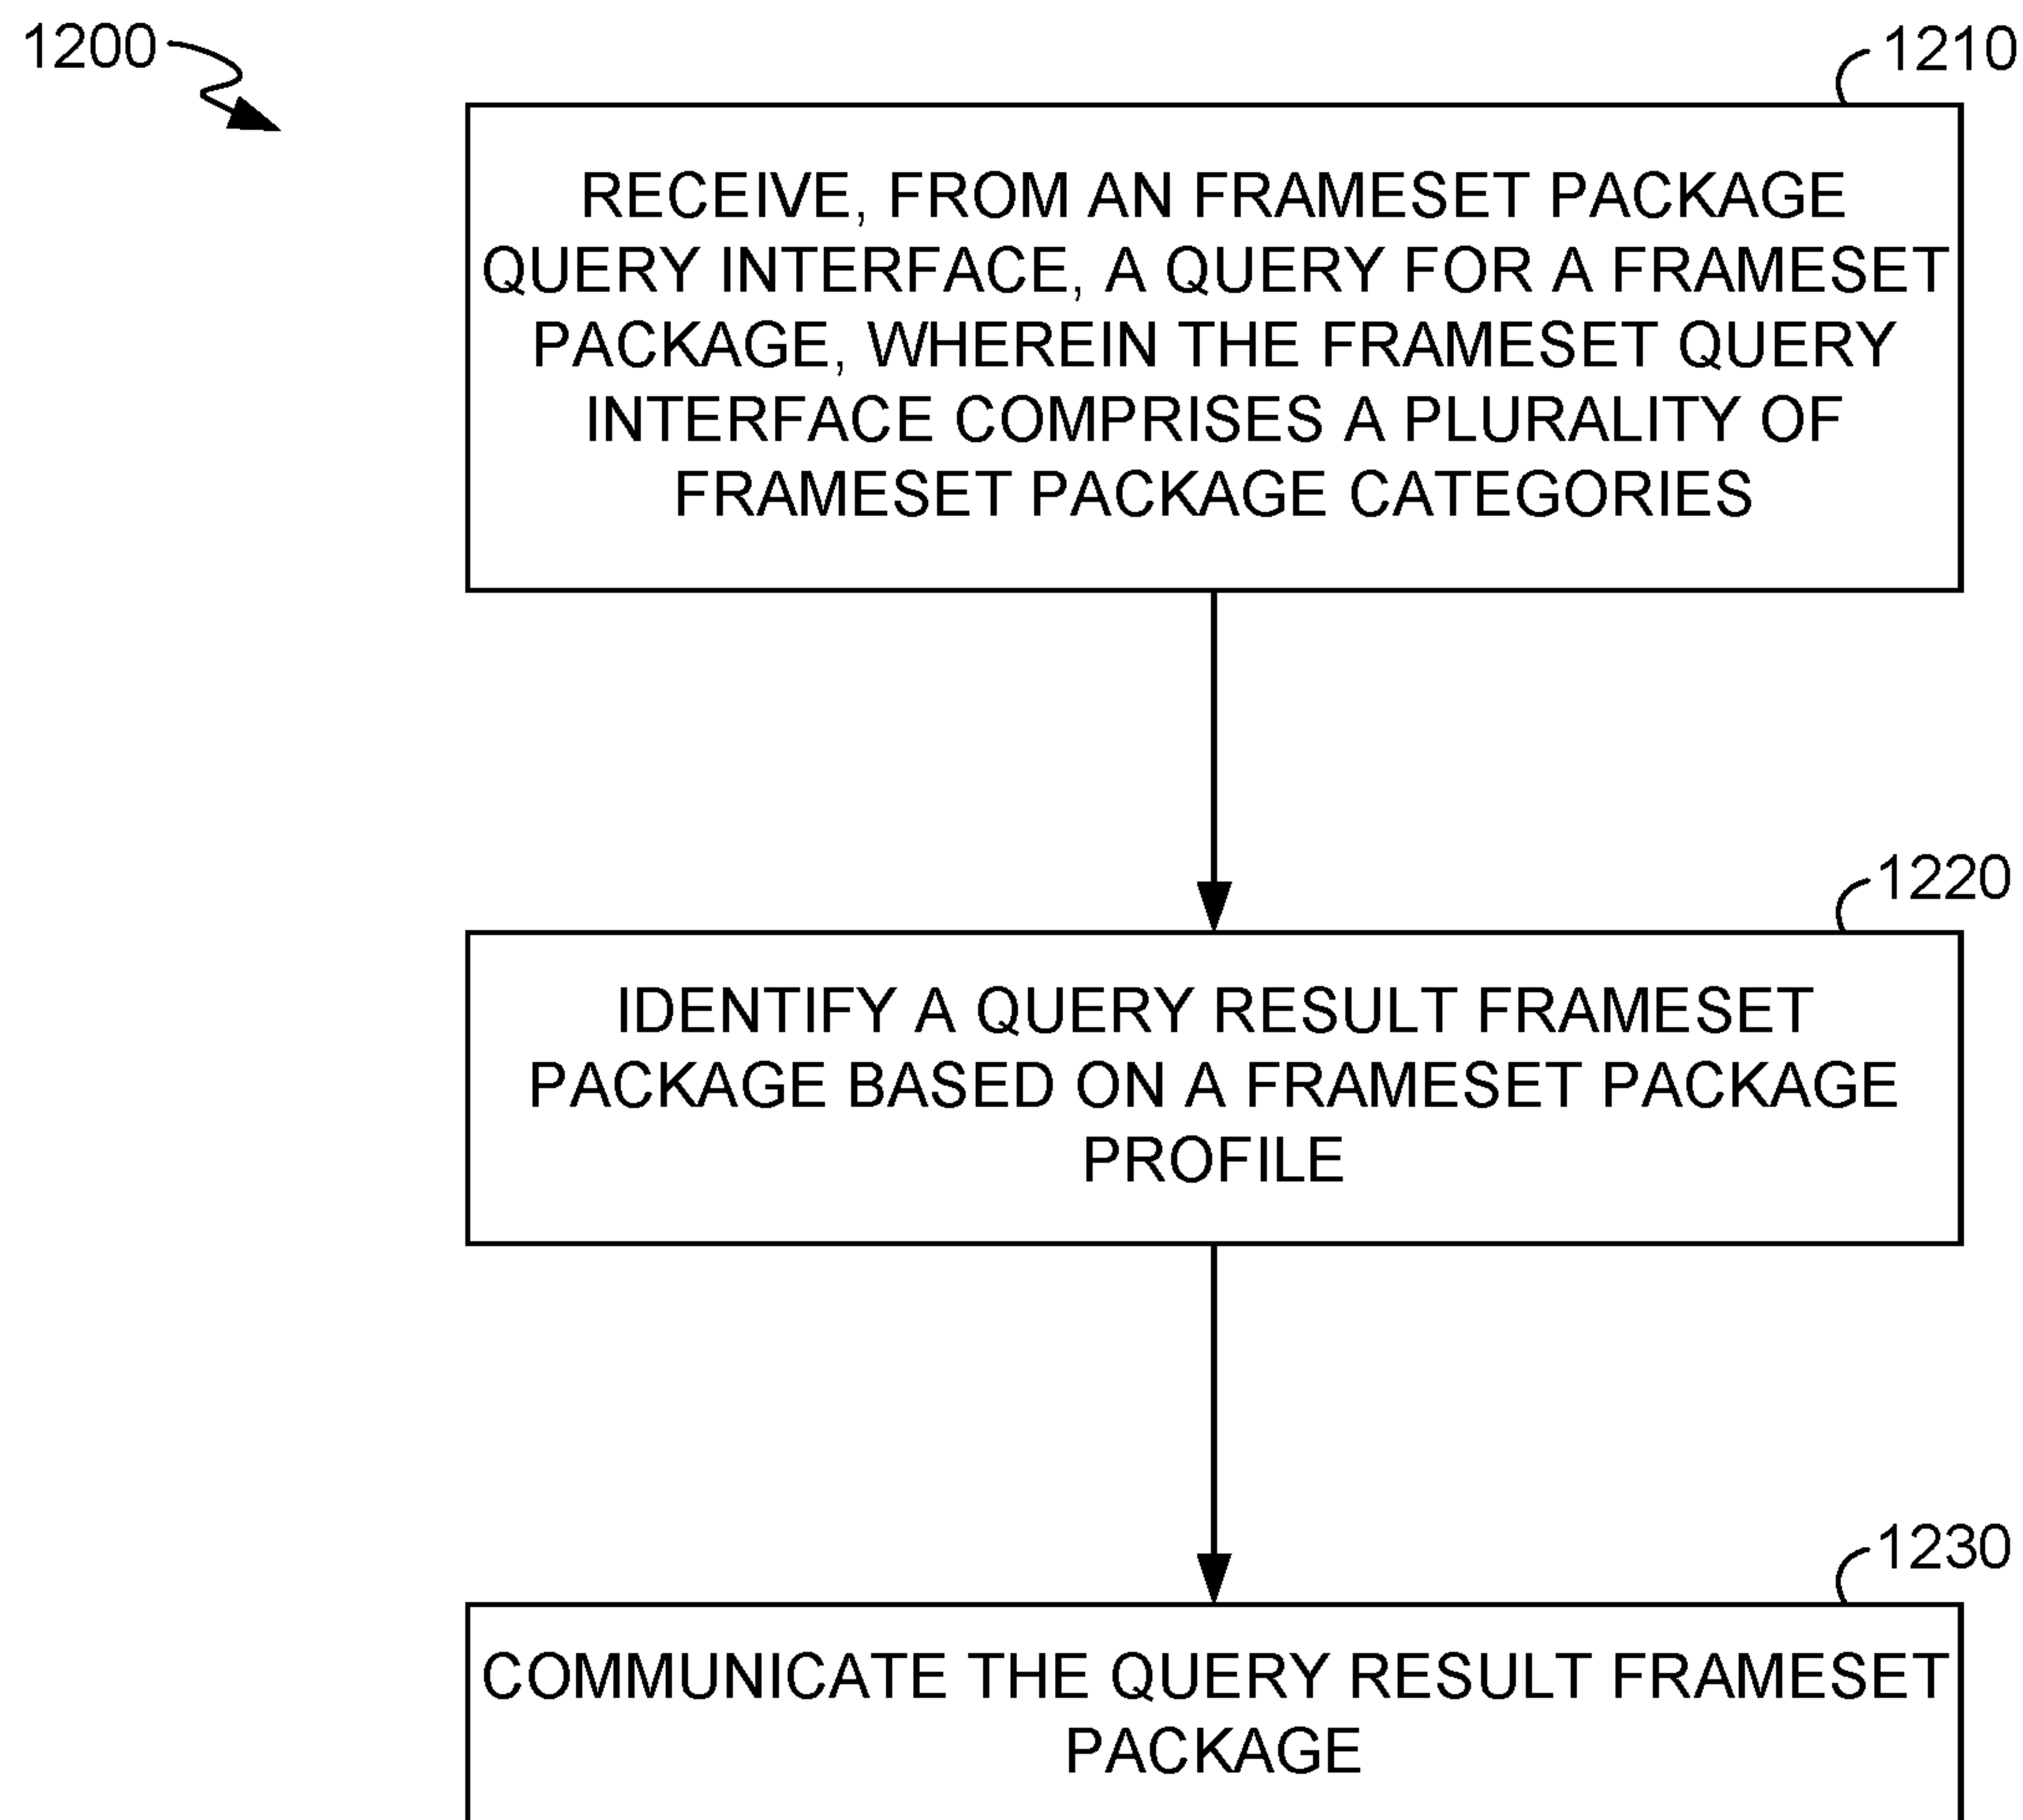 1200
1210
RECEIVE, FROM AN FRAMESET PACKAGE
QUERY INTERFACE, A QUERY FOR A FRAMESET
PACKAGE, WHEREIN THE FRAMESET QUERY
INTERFACE COMPRISES A PLURALITY OF
FRAMESET PACKAGE CATEGORIES
1220
IDENTIFY A QUERY RESULT FRAMESET
PACKAGE BASED ON A FRAMESET PACKAGE
PROFILE
1230
COMMUNICATE THE QUERY RESULT FRAMESET
PACKAGE